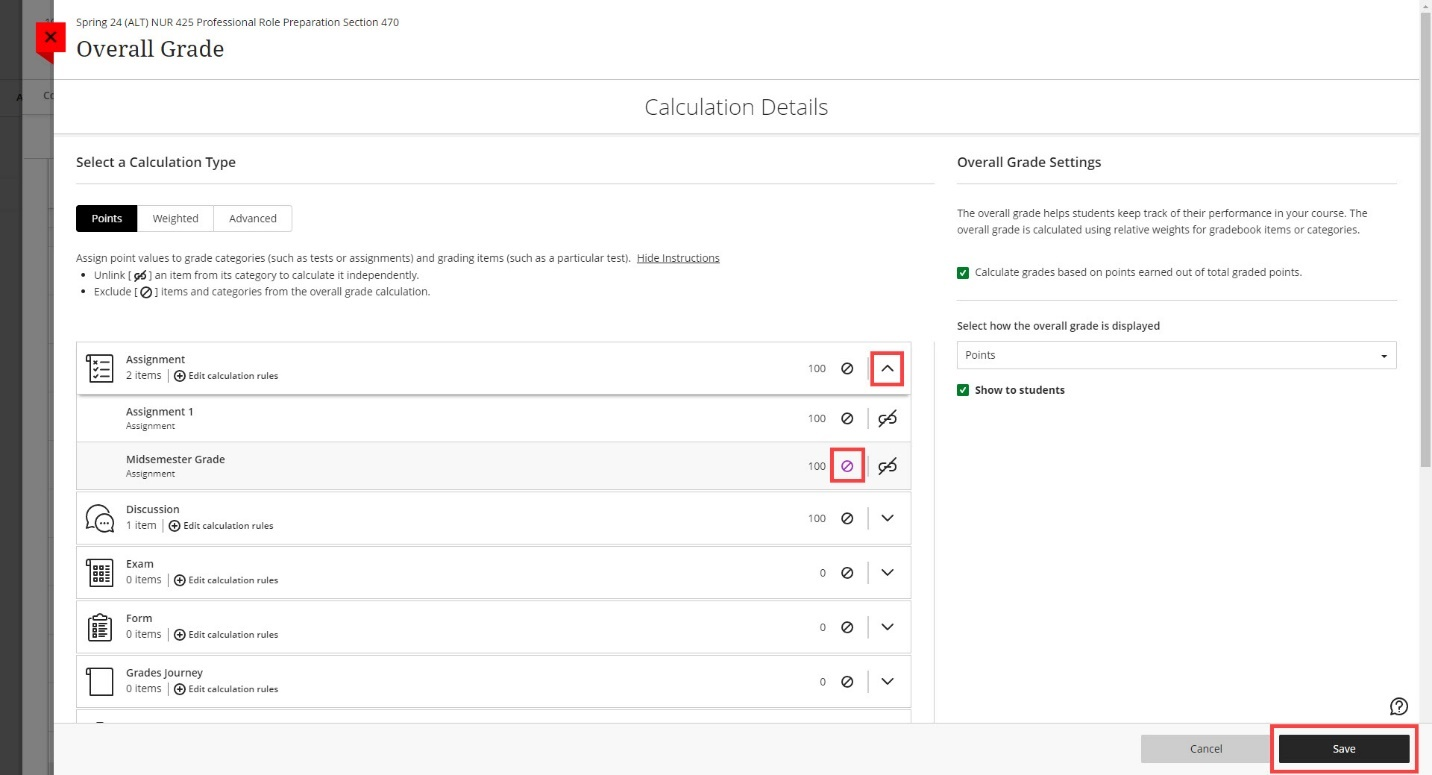 Spring 24 (ALT) NUR 425 Professional Role Preparation Section 470
Overall Grade
Calculation Details
Select a Calculation Type
Points Weighted Advanced
Assign point values to grade categories (such as tests or assignments) and grading items (such as a particular test). Hide Instructions
Unlink [ ] an item from its category to calculate it independently.
Exclude [ ] items and categories from the overall grade calculation.
Assignment
2 items | Edit calculation rules
100
Assignment 1
Assignment
100
Midsemester Grade
Assignment
100
Discussion
1 item | Edit calculation rules
100
Exam
0 items | Edit calculation rules
0
Form
0 items | Edit calculation rules
0
Grades Journey
0 items | Edit calculation rules
0
Overall Grade Settings
The overall grade helps students keep track of their performance in your course. The
overall grade is calculated using relative weights for gradebook items or categories.
Calculate grades based on points earned out of total graded points.
Select how the overall grade is displayed
Points
Show to students
Cancel
Save